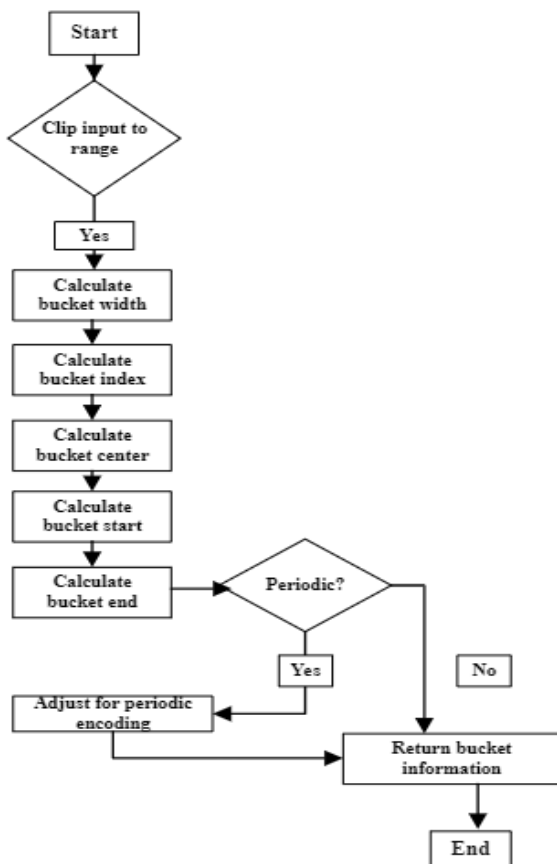 Start
Clip input to
range
Yes
Calculate
bucket width
Calculate
bucket index
Calculate
bucket center
Calculate
bucket start
Calculate
bucket end
Periodic?
Yes
No
Adjust for periodic
encoding
Return bucket
information
End